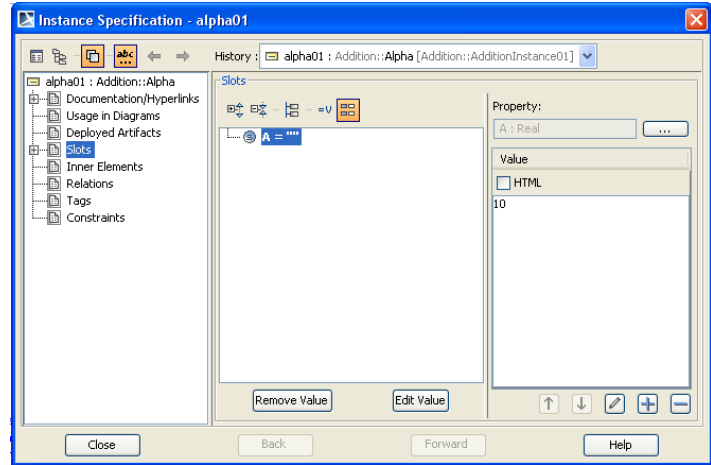 Instance Specification - alpha01
abc
...
History : alpha01 : Addition::Alpha [Addition::AdditionInstance01]
alpha01 : Addition::Alpha
Documentation/Hyperlinks
Usage in Diagrams
Deployed Artifacts
Slots
Inner Elements
Relations
Tags
Constraints
Slots
=v
A = ""
Remove Value
Edit Value
Property:
A : Real
...
Value
HTML
10
Close
Back
Forward
Help